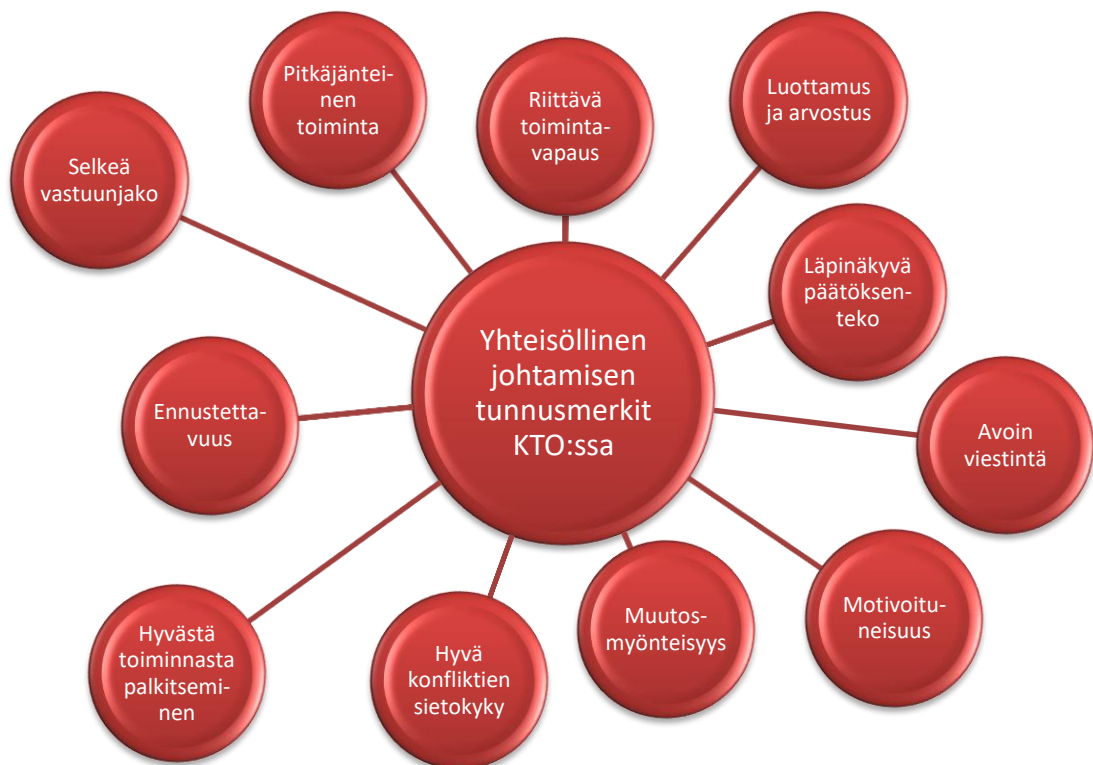 Pitkäjäntei-
nen
toiminta
Riittävä
toiminta-
vapaus
Luottamus
ja arvostus
Selkeä
vastuunjako
Läpinäkyvä
päätöksen-
teko
Yhteisöllinen
johtamisen
tunnusmerkit
KTO:ssa
Ennustetta-
vuus
Avoin
viestintä
Hyvästä
toiminnasta
palkitsemi-
nen
Hyvä
konfliktien
sietokyky
Muutos-
myönteisyys
Motivoitu-
neisuus